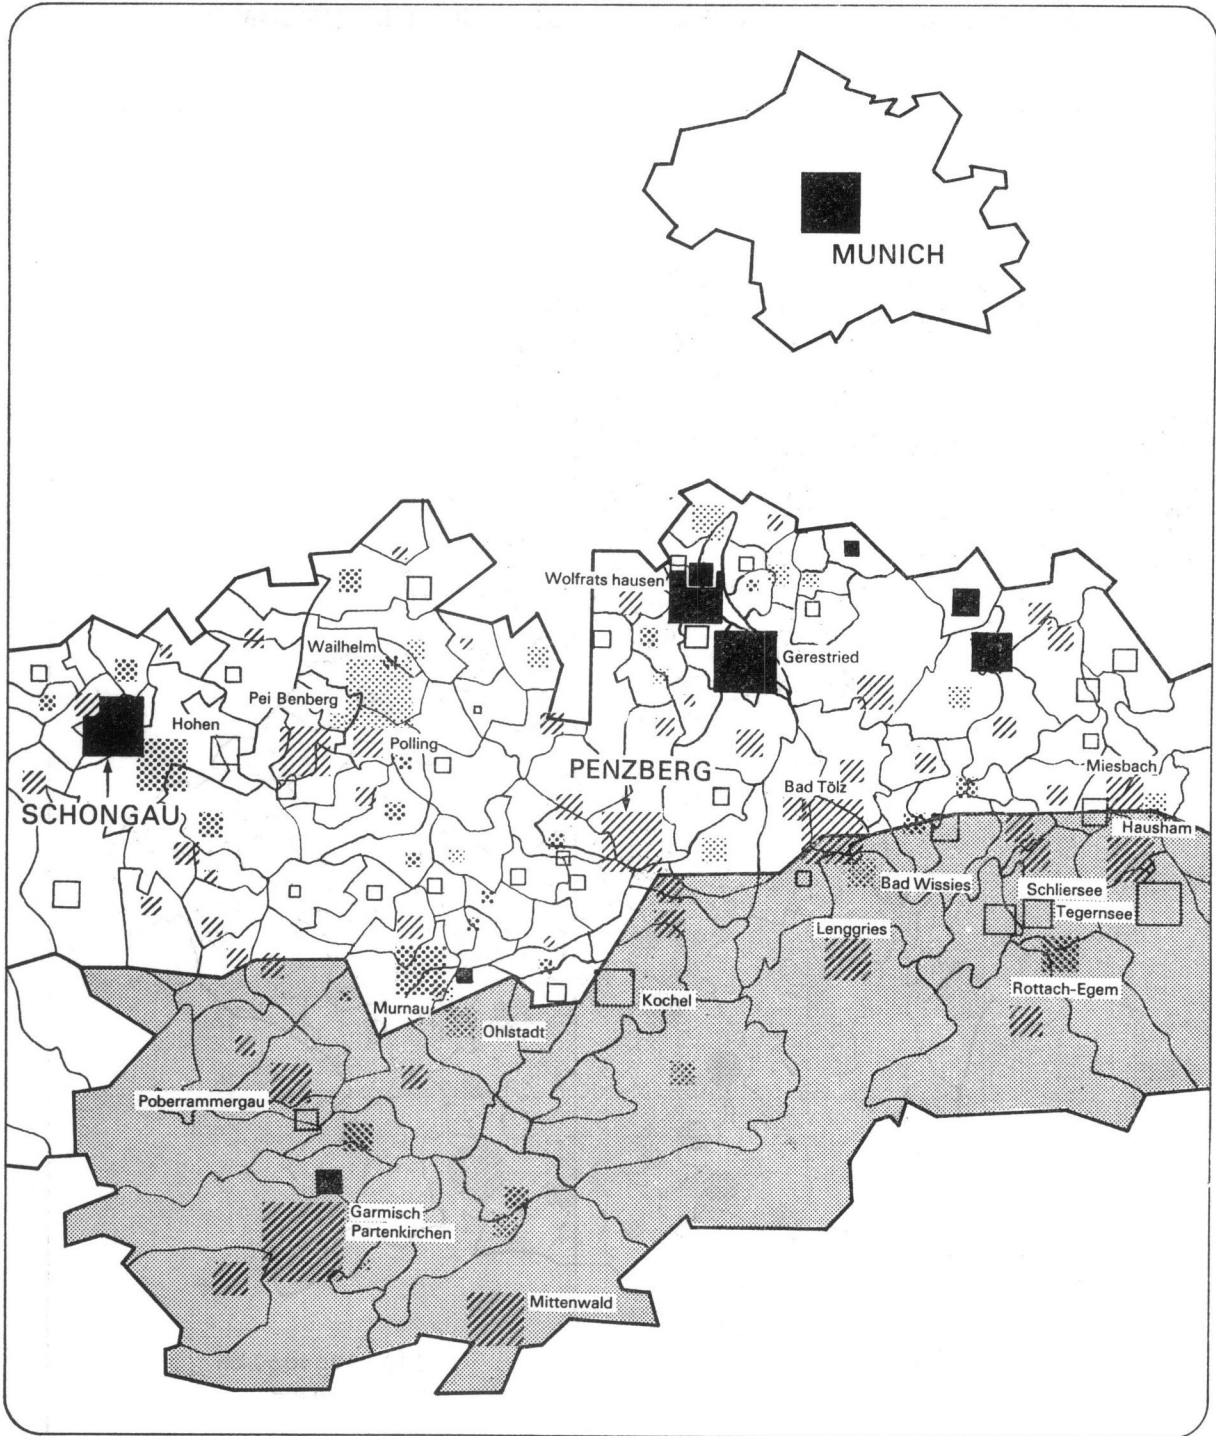 MUNICH
Wolfrats hausen
Wailhelm
Gerestried
Pei Benberg
Hohen
Polling
PENZBERG
Miesbach
Bad Tölz
SCHONGAU
Hausham
Bad Wissies
Schliersee
Tegernsee
Lenggries
Rottach-Egem
Kochel
Murnau
Ohlstadt
Poberrammergau
Garmisch
Partenkirchen
Mittenwald